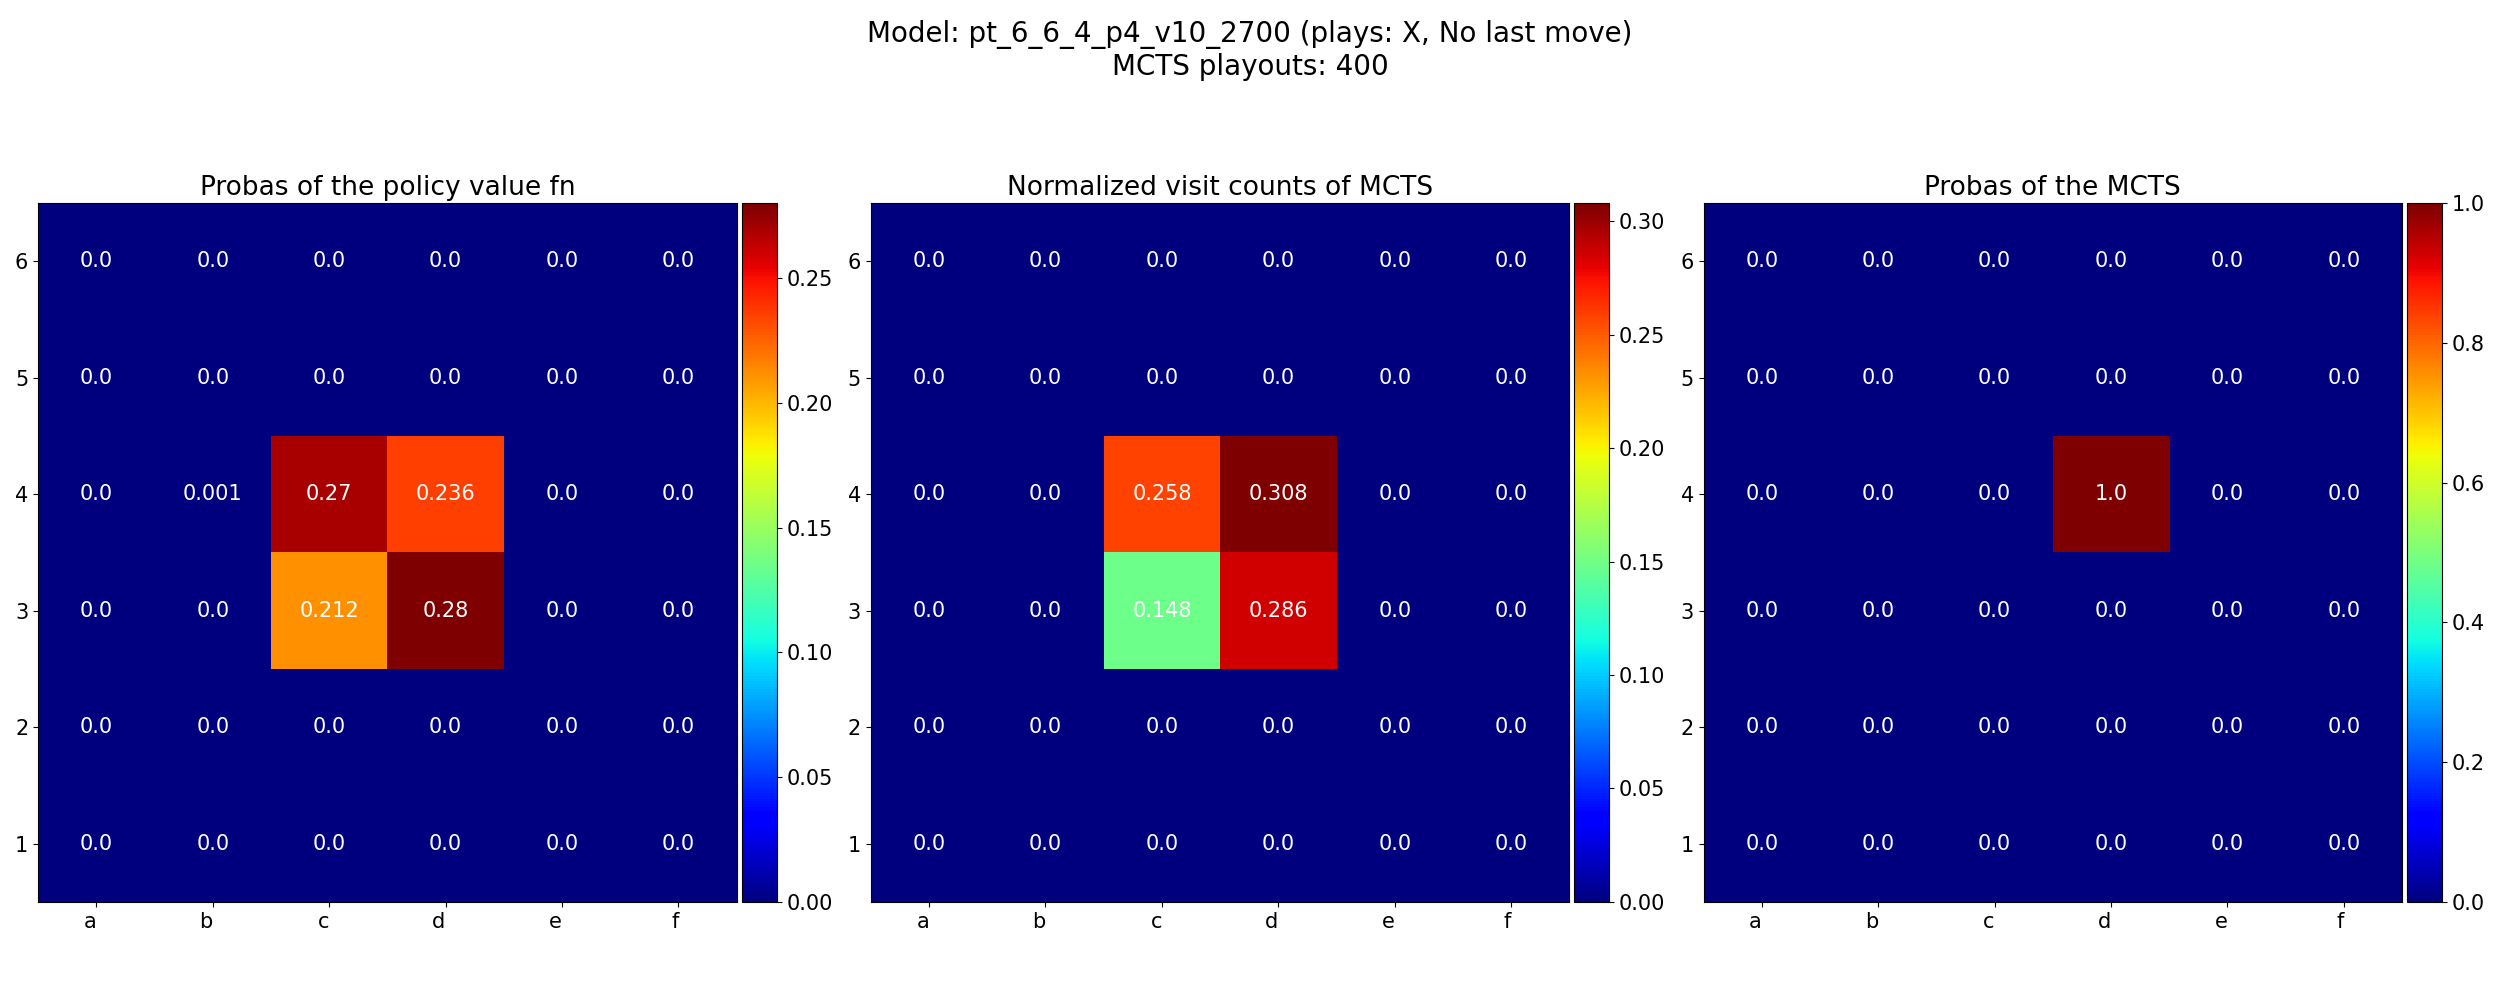 Model: pt_6_6_4_p4_v10_2700 (plays: X, No last move)
MCTS playouts: 400
Probas of the policy value fn
6 0.0 0.0 0.0 0.0 0.0 0.0
5 0.0 0.0 0.0 0.0 0.0 0.0
4 0.0 0.001 0.27 0.236 0.0 0.0
3 0.0 0.0 0.212 0.28 0.0 0.0
2 0.0 0.0 0.0 0.0 0.0 0.0
1 0.0 0.0 0.0 0.0 0.0 0.0
a b c d e f
0.25
0.20
0.15
0.10
0.05
0.00
Normalized visit counts of MCTS
6 0.0 0.0 0.0 0.0 0.0 0.0
5 0.0 0.0 0.0 0.0 0.0 0.0
4 0.0 0.0 0.258 0.308 0.0 0.0
3 0.0 0.0 0.148 0.286 0.0 0.0
2 0.0 0.0 0.0 0.0 0.0 0.0
1 0.0 0.0 0.0 0.0 0.0 0.0
a b c d e f
0.30
0.25
0.20
0.15
0.10
0.05
0.00
Probas of the MCTS
6 0.0 0.0 0.0 0.0 0.0 0.0
5 0.0 0.0 0.0 0.0 0.0 0.0
4 0.0 0.0 0.0 1.0 0.0 0.0
3 0.0 0.0 0.0 0.0 0.0 0.0
2 0.0 0.0 0.0 0.0 0.0 0.0
1 0.0 0.0 0.0 0.0 0.0 0.0
a b c d e f
1.0
0.8
0.6
0.4
0.2
0.0